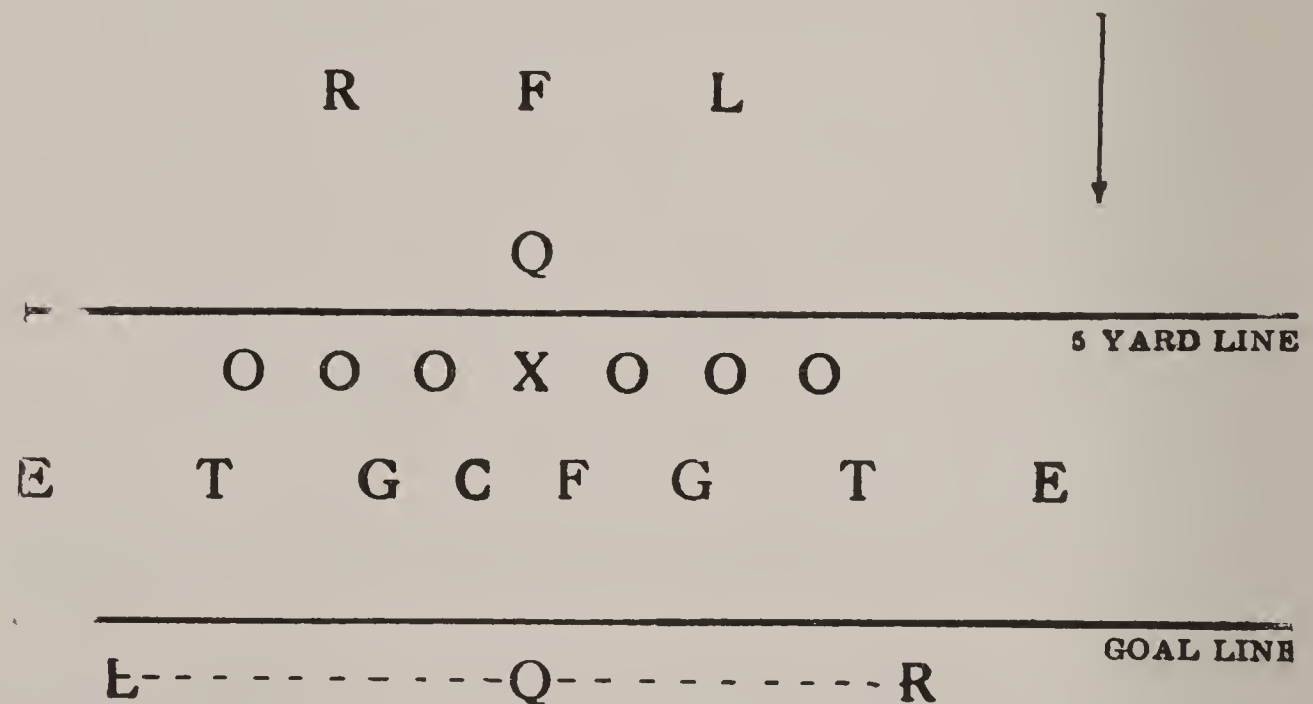 R F L
Q
5 YARD LINE
O O O X O O O
E T G C F G T E
GOAL LINE
L Q R